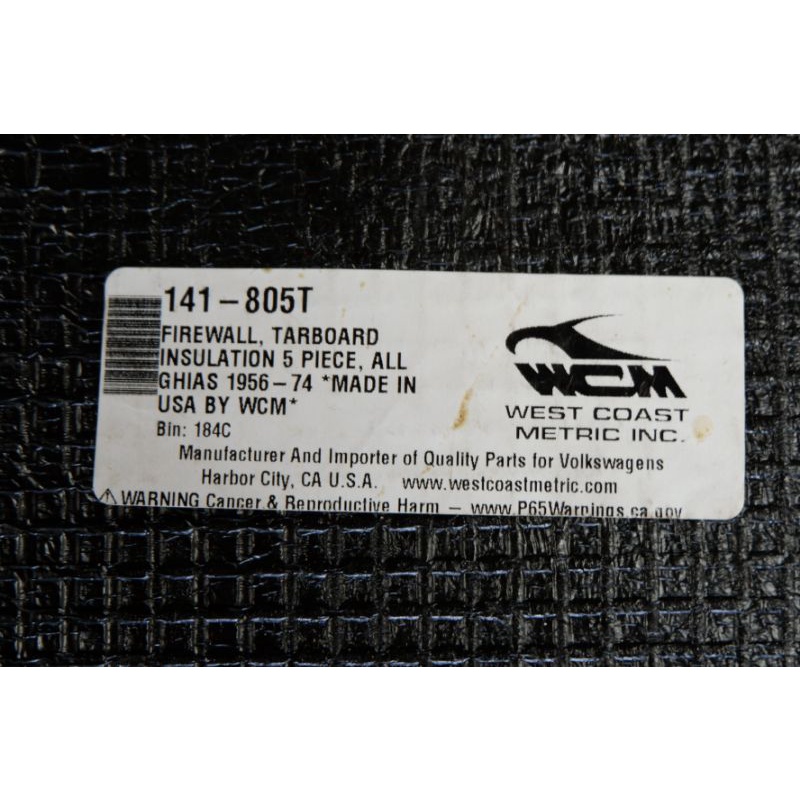 141-805T
FIREWALL, TARBOARD
INSULATION 5 PIECE, ALL
GHIAS 1956-74 *MADE IN
USA BY WCM*
Bin: 184C
WCM
WEST COAST
METRIC INC.
Manufacturer And Importer of Quality Parts for Volkswagens
Harbor City, CA U.S.A. www.westcoastmetric.com
⚠ WARNING Cancer & Reproductive Harm - www.P65Warnings.ca.gov